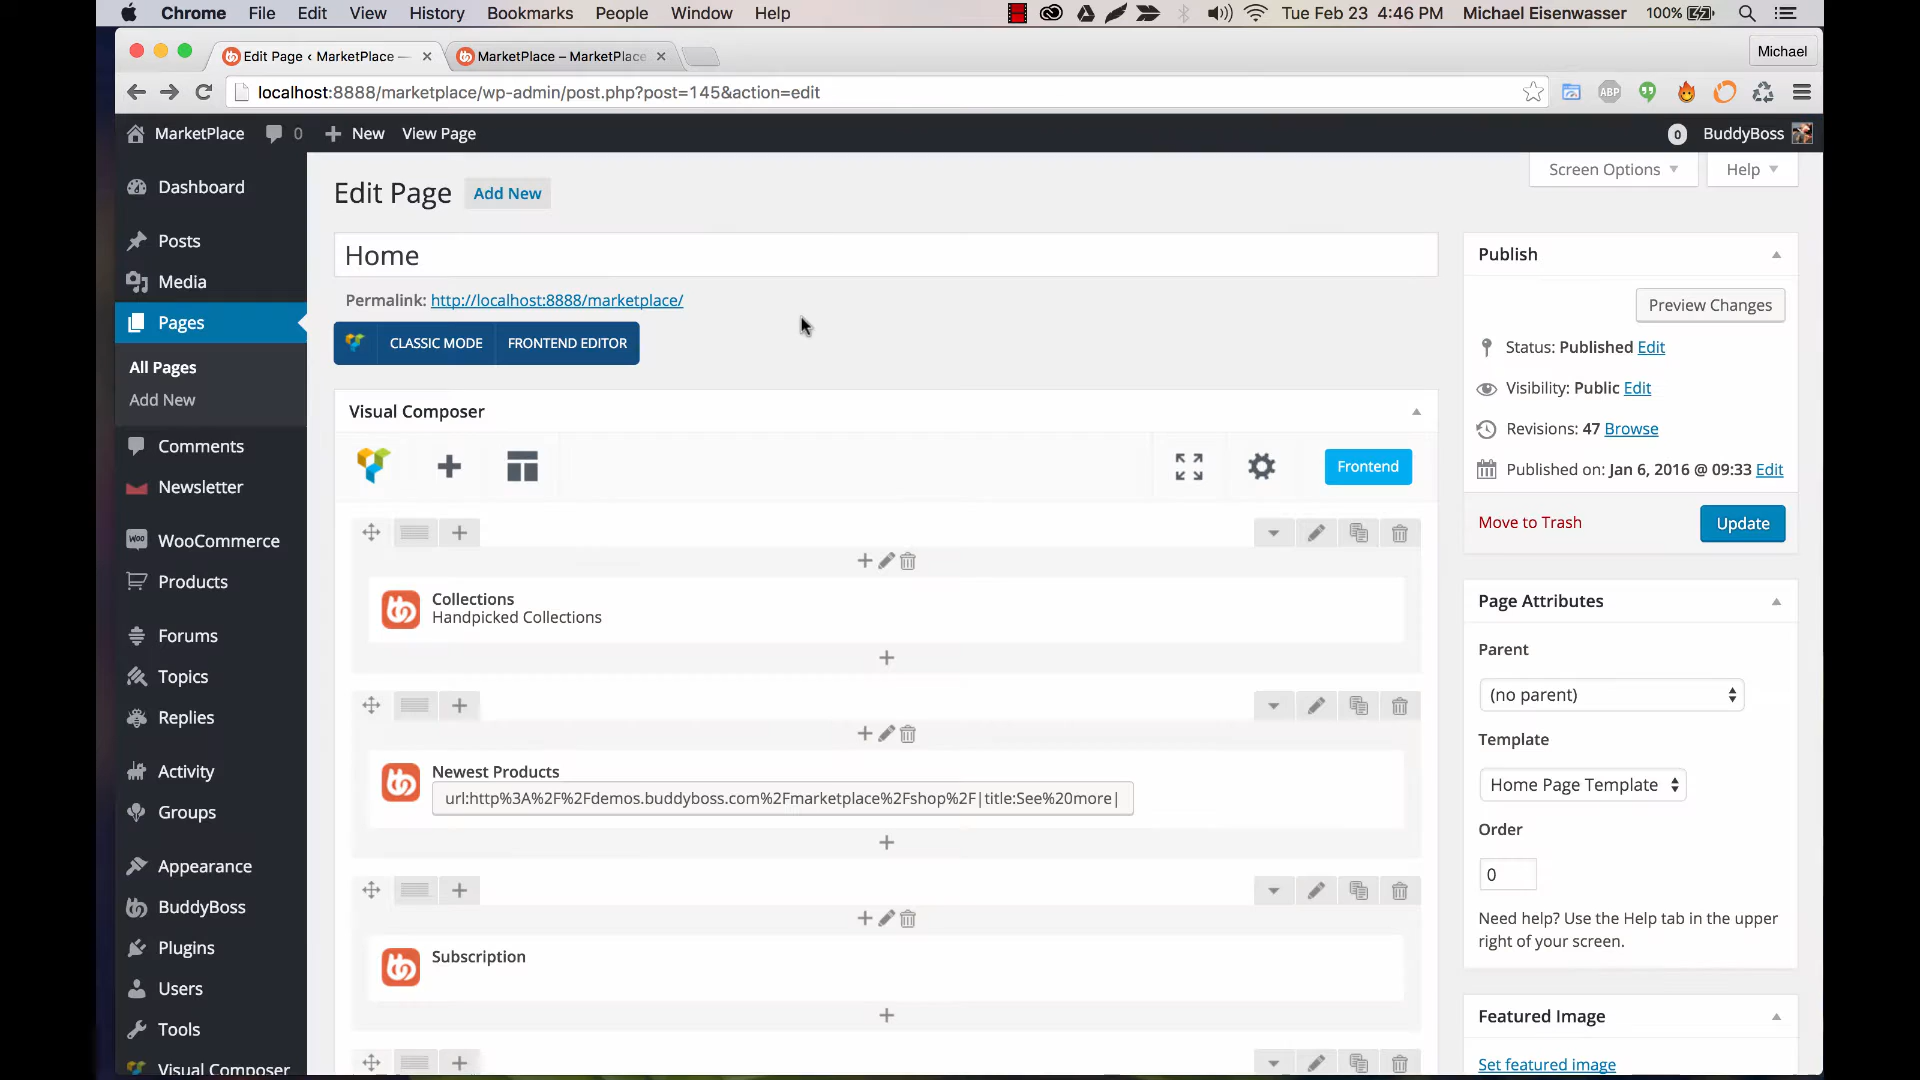 Chrome File Edit View History Bookmarks People Window Help Tue Feb 23 4:46 PM Michael Eisenwasser 100%
Edit Page ‹ MarketPlace — MarketPlace – MarketPlace Michael
localhost:8888/marketplace/wp-admin/post.php?post=145&action=edit ABP
MarketPlace 0 New View Page 0 BuddyBoss
Screen Options Help
Dashboard
Posts
Media
Pages
All Pages
Add New
Comments
Newsletter
Woo WooCommerce
Products
Forums
Topics
Replies
Activity
Groups
Appearance
BuddyBoss
Plugins
Users
Tools
Visual Composer
Edit Page Add New
Home
Permalink: http://localhost:8888/marketplace/
CLASSIC MODE FRONTEND EDITOR
Visual Composer
Frontend
Collections
Handpicked Collections
Newest Products
url:http%3A%2F%2Fdemos.buddyboss.com%2Fmarketplace%2Fshop%2F|title:See%20more|
Subscription
Publish
Preview Changes
Status: Published Edit
Visibility: Public Edit
Revisions: 47 Browse
Published on: Jan 6, 2016 @ 09:33 Edit
Move to Trash Update
Page Attributes
Parent
(no parent)
Template
Home Page Template
Order
0
Need help? Use the Help tab in the upper
right of your screen.
Featured Image
Set featured image